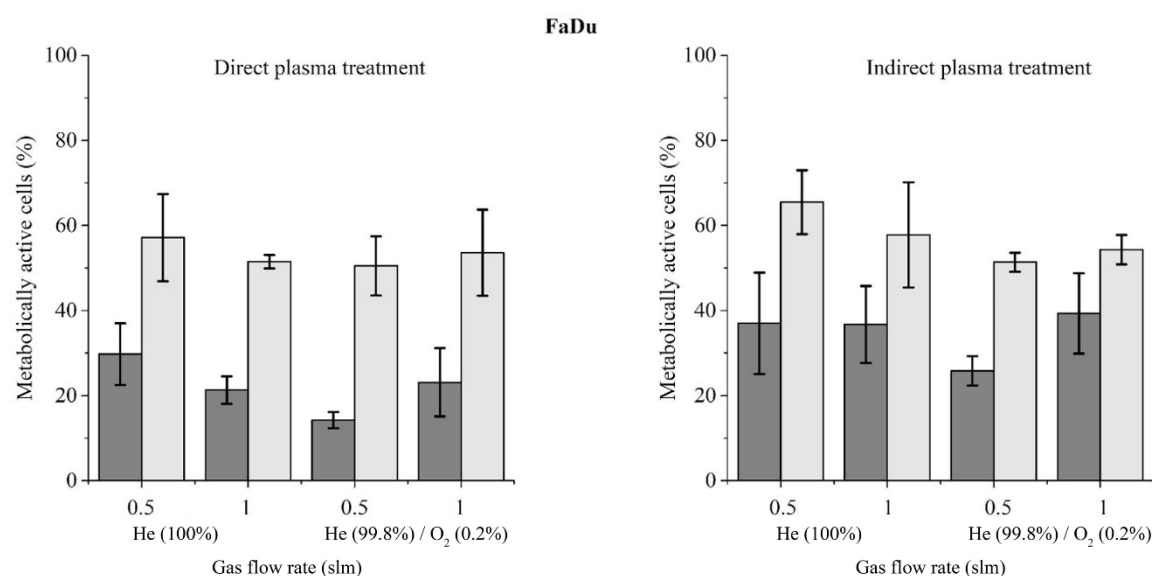 FaDu
Direct plasma treatment
Metabolically active cells (%)
100
80
60
40
20
0
0.5 1 0.5 1
He (100%) He (99.8%) / O₂ (0.2%)
Gas flow rate (slm)
Indirect plasma treatment
Metabolically active cells (%)
100
80
60
40
20
0
0.5 1 0.5 1
He (100%) He (99.8%) / O₂ (0.2%)
Gas flow rate (slm)